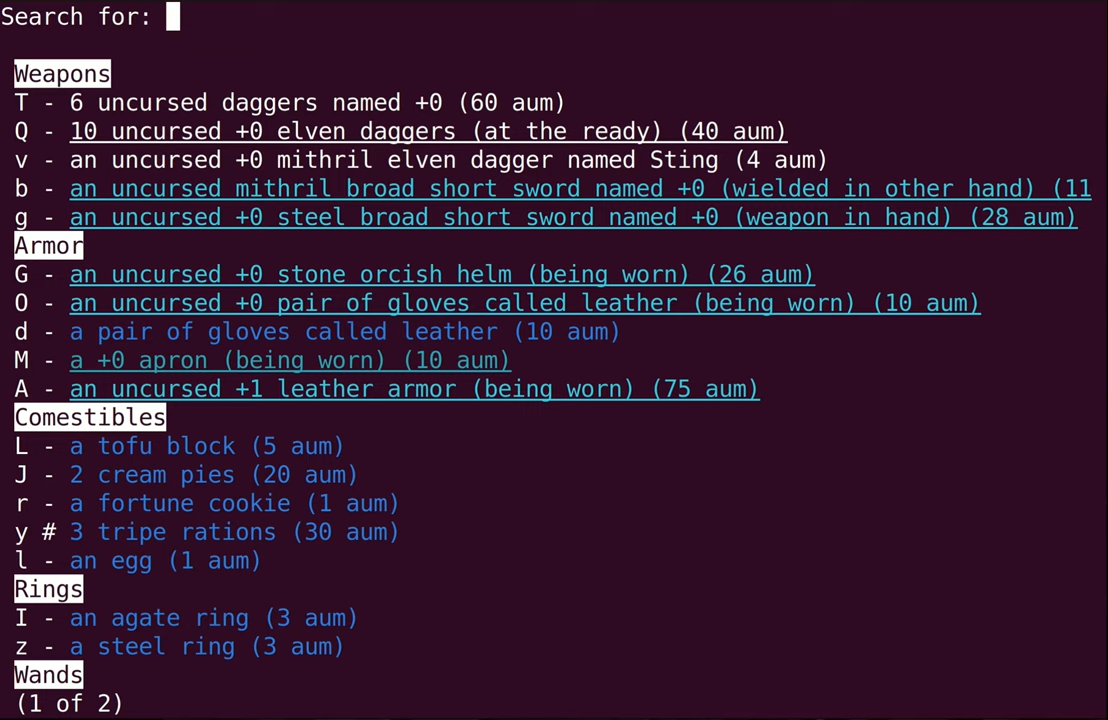 Search for:
Weapons
T - 6 uncursed daggers named +0 (60 aum)
Q - 10 uncursed +0 elven daggers (at the ready) (40 aum)
v - an uncursed +0 mithril elven dagger named Sting (4 aum)
b - an uncursed mithril broad short sword named +0 (wielded in other hand) (11
g - an uncursed +0 steel broad short sword named +0 (weapon in hand) (28 aum)
Armor
G - an uncursed +0 stone orcish helm (being worn) (26 aum)
O - an uncursed +0 pair of gloves called leather (being worn) (10 aum)
d - a pair of gloves called leather (10 aum)
M - a +0 apron (being worn) (10 aum)
A - an uncursed +1 leather armor (being worn) (75 aum)
Comestibles
L - a tofu block (5 aum)
J - 2 cream pies (20 aum)
r - a fortune cookie (1 aum)
y # 3 tripe rations (30 aum)
l - an egg (1 aum)
Rings
I - an agate ring (3 aum)
z - a steel ring (3 aum)
Wands
(1 of 2)